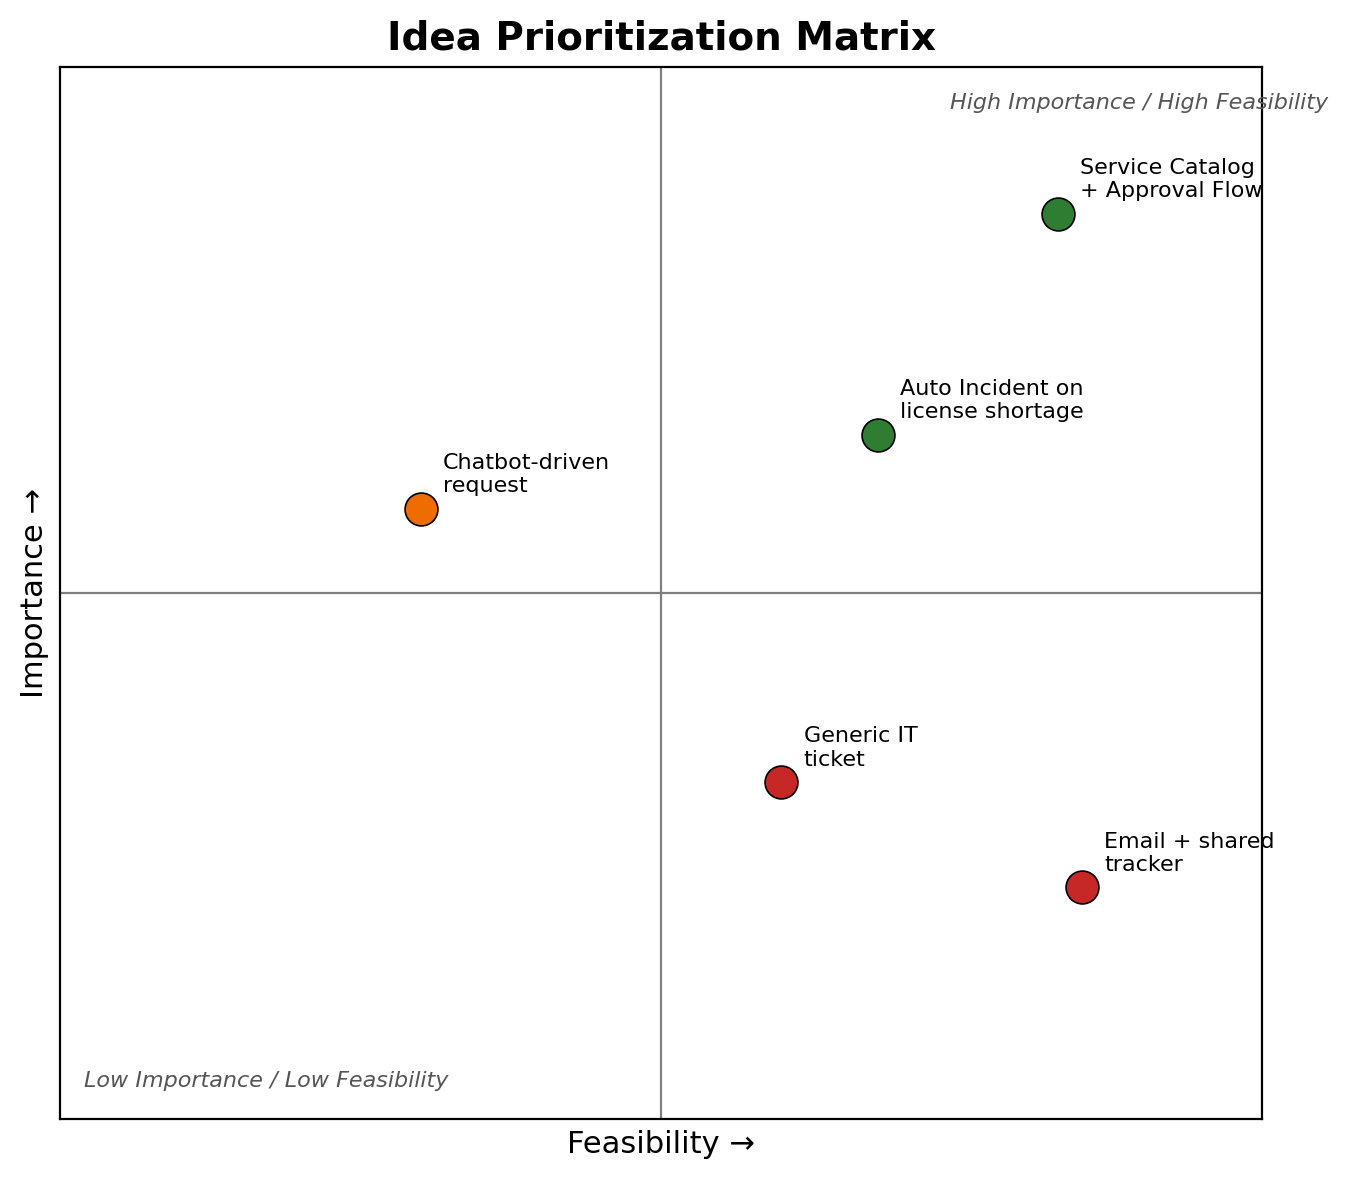 Idea Prioritization Matrix
High Importance / High Feasibility
Service Catalog
+ Approval Flow
Auto Incident on
license shortage
Chatbot-driven
request
Importance →
Generic IT
ticket
Email + shared
tracker
Low Importance / Low Feasibility
Feasibility →